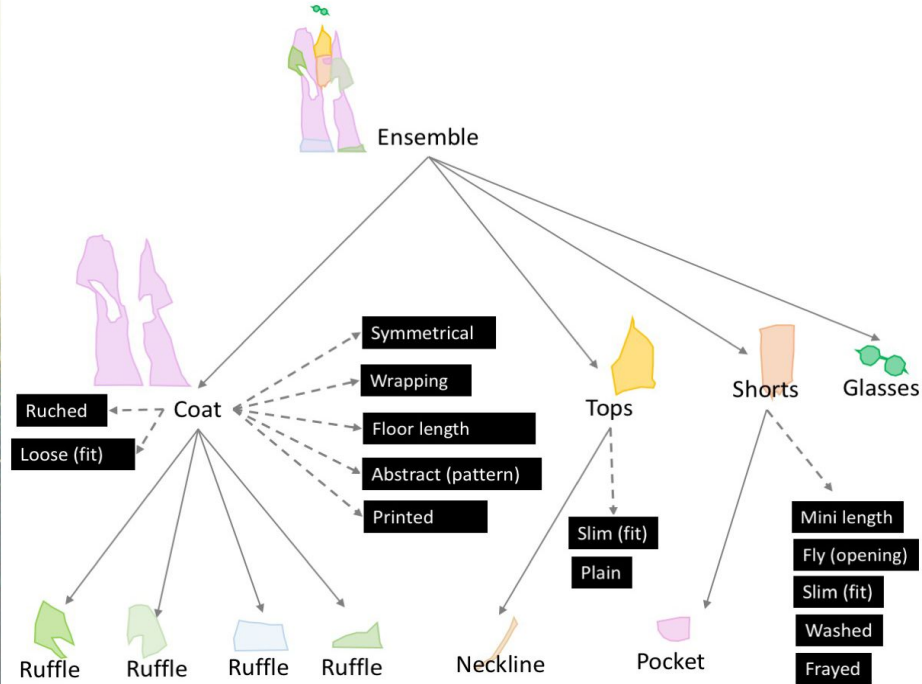 Ensemble
Symmetrical
Wrapping
Floor length
Abstract (pattern)
Printed
Ruched
Loose (fit)
Coat
Tops
Shorts
Glasses
Slim (fit)
Plain
Mini length
Fly (opening)
Slim (fit)
Washed
Frayed
Ruffle
Ruffle
Ruffle
Ruffle
Neckline
Pocket